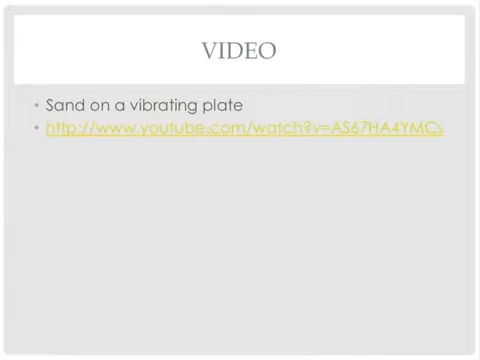 VIDEO
• Sand on a vibrating plate
• http://www.youtube.com/watch?v=AS67HA4YMCs